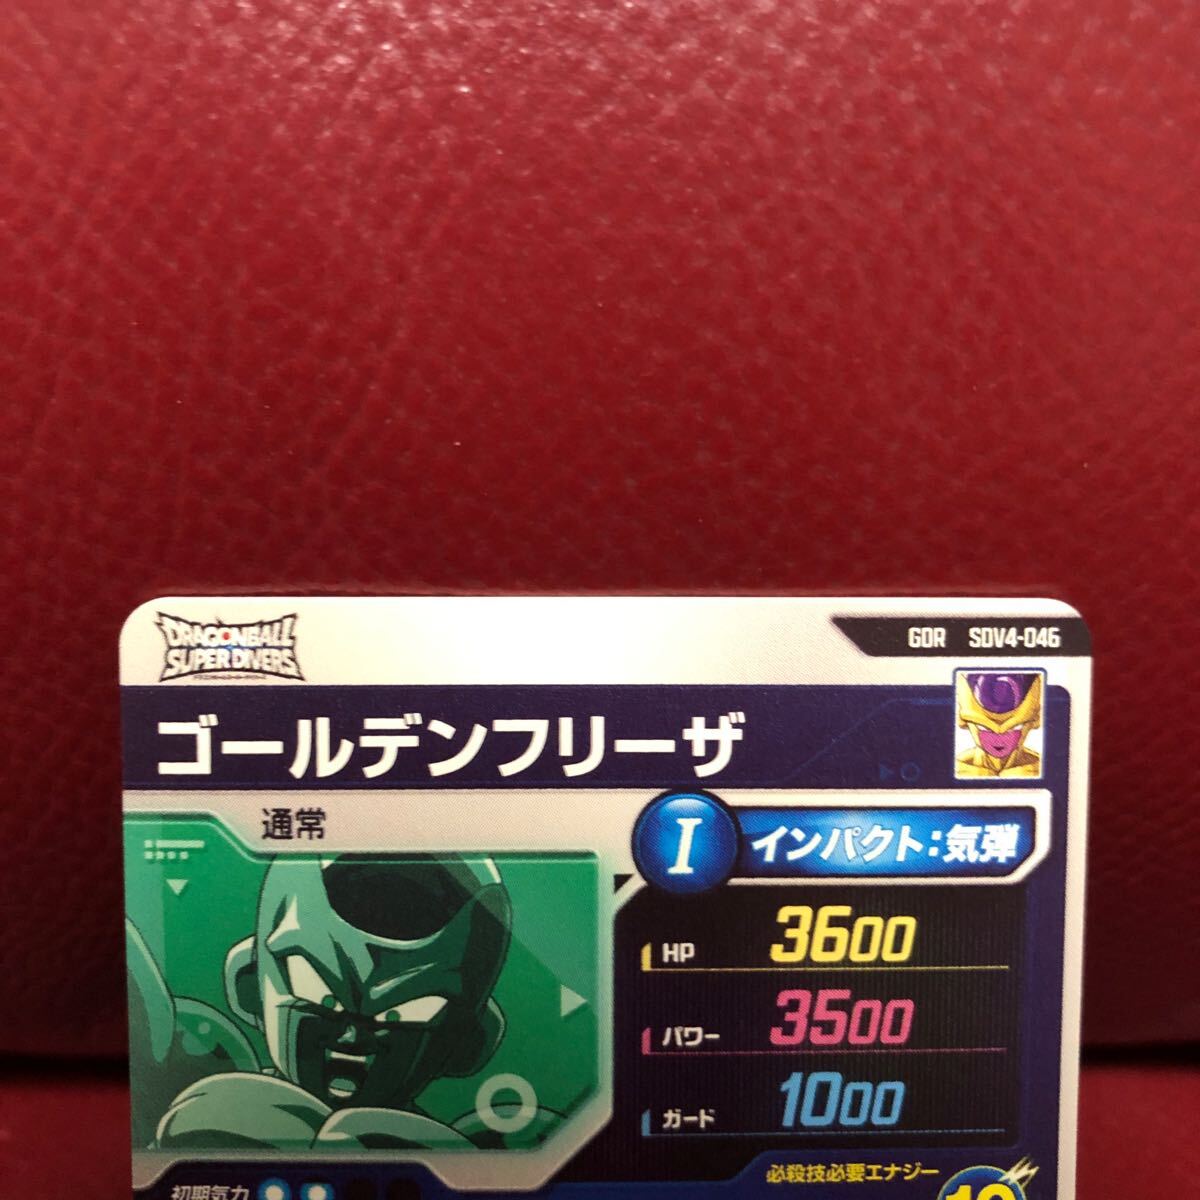 DRAGONBALL
SUPER DIVERS
GDR SDV4-046
ゴールデンフリーザ
通常
I インパクト:気弾
HP 3600
パワー 3500
ガード 1000
必殺技必要エナジー
初期気力